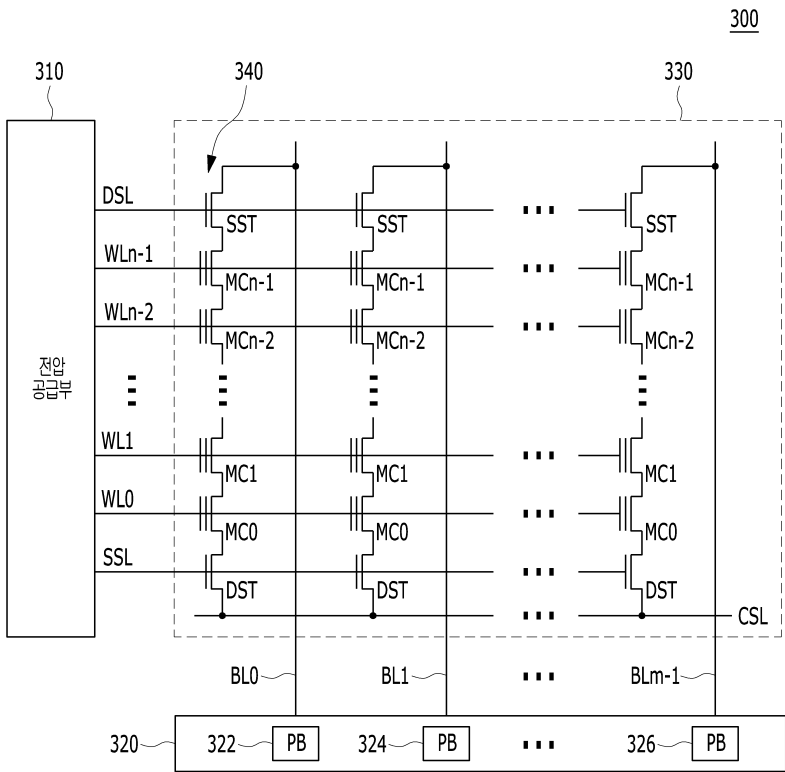 300
310
340
330
DSL
SST
SST
SST
WLn-1
MCn-1
MCn-1
MCn-1
WLn-2
MCn-2
MCn-2
MCn-2
전압
공급부
WL1
MC1
MC1
MC1
WL0
MC0
MC0
MC0
SSL
DST
DST
DST
CSL
BL0
BL1
BLm-1
320
322
PB
324
PB
326
PB